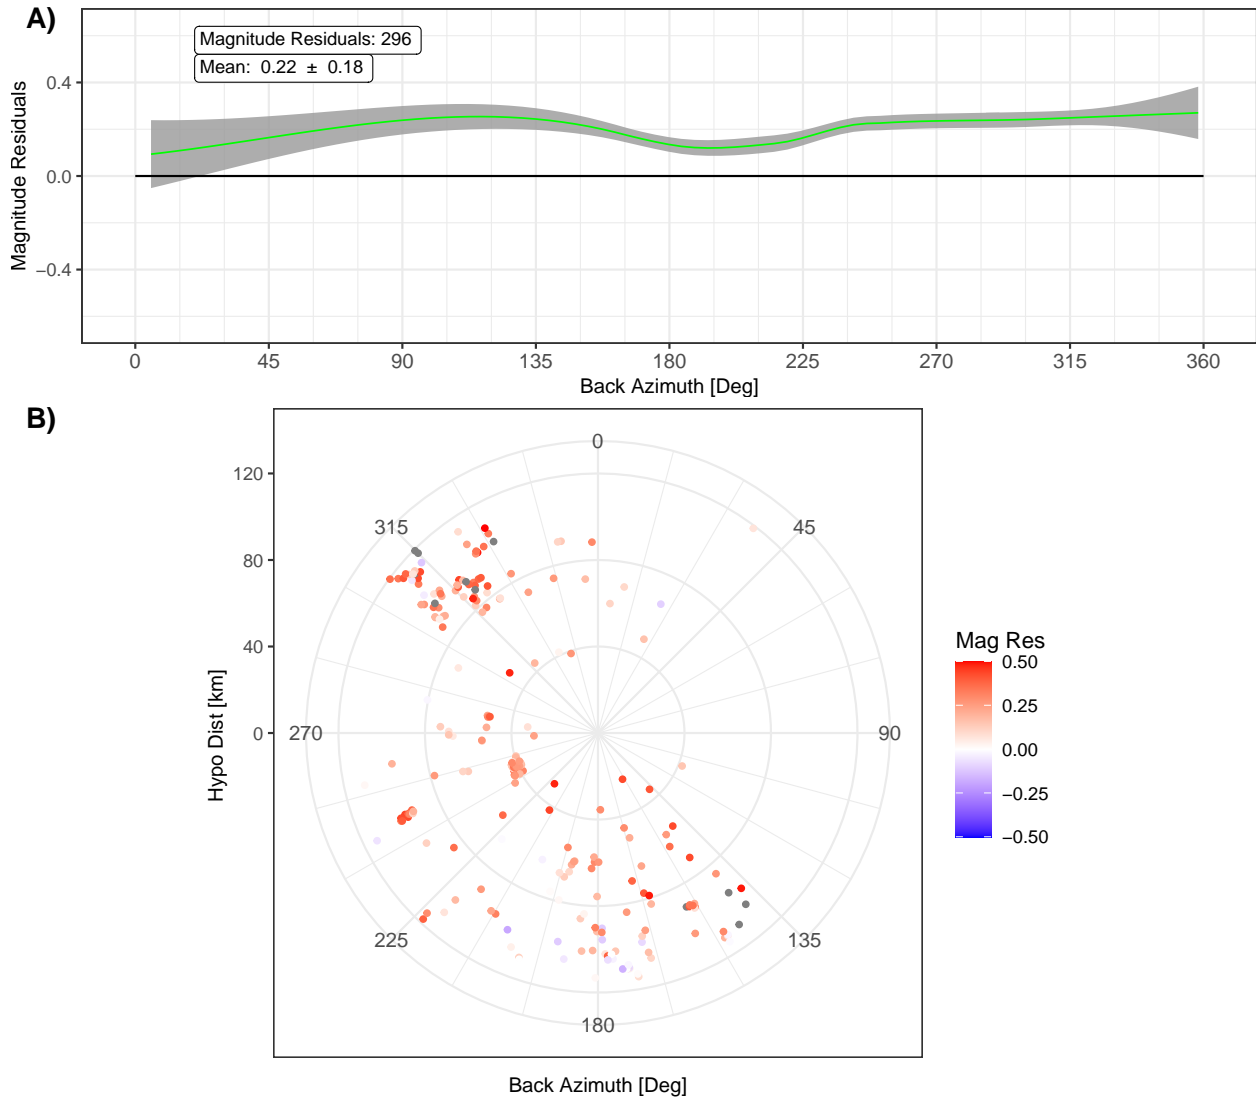 A)
Magnitude Residuals: 296
Mean:  0.22  ±  0.18
0.4
0.0
−0.4
Magnitude Residuals
0 45 90 135 180 225 270 315 360
Back Azimuth [Deg]
B)
0
45
90
135
180
225
270
315
120
80
40
0
Hypo Dist [km]
Back Azimuth [Deg]
Mag Res
0.50
0.25
0.00
−0.25
−0.50